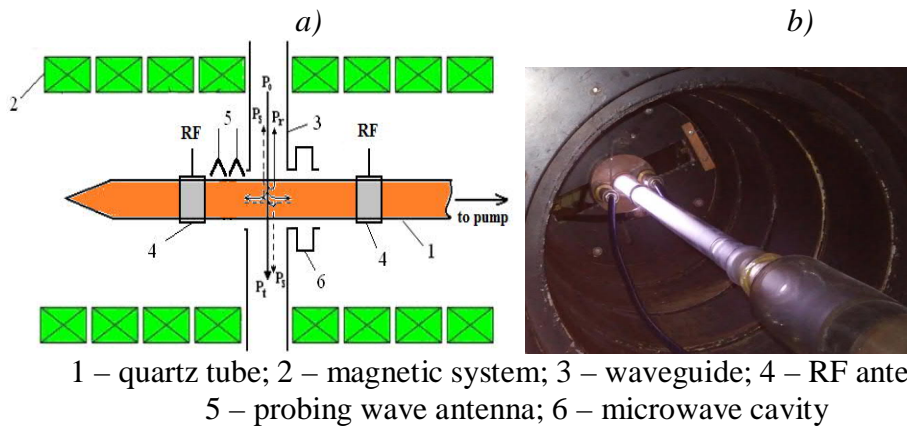 a)
b)
2
5
P₀
Pₛ
Pᵣ
3
RF
RF
to pump
4
4
1
Pₜ
Pₛ
6
1 – quartz tube; 2 – magnetic system; 3 – waveguide; 4 – RF ante
5 – probing wave antenna; 6 – microwave cavity